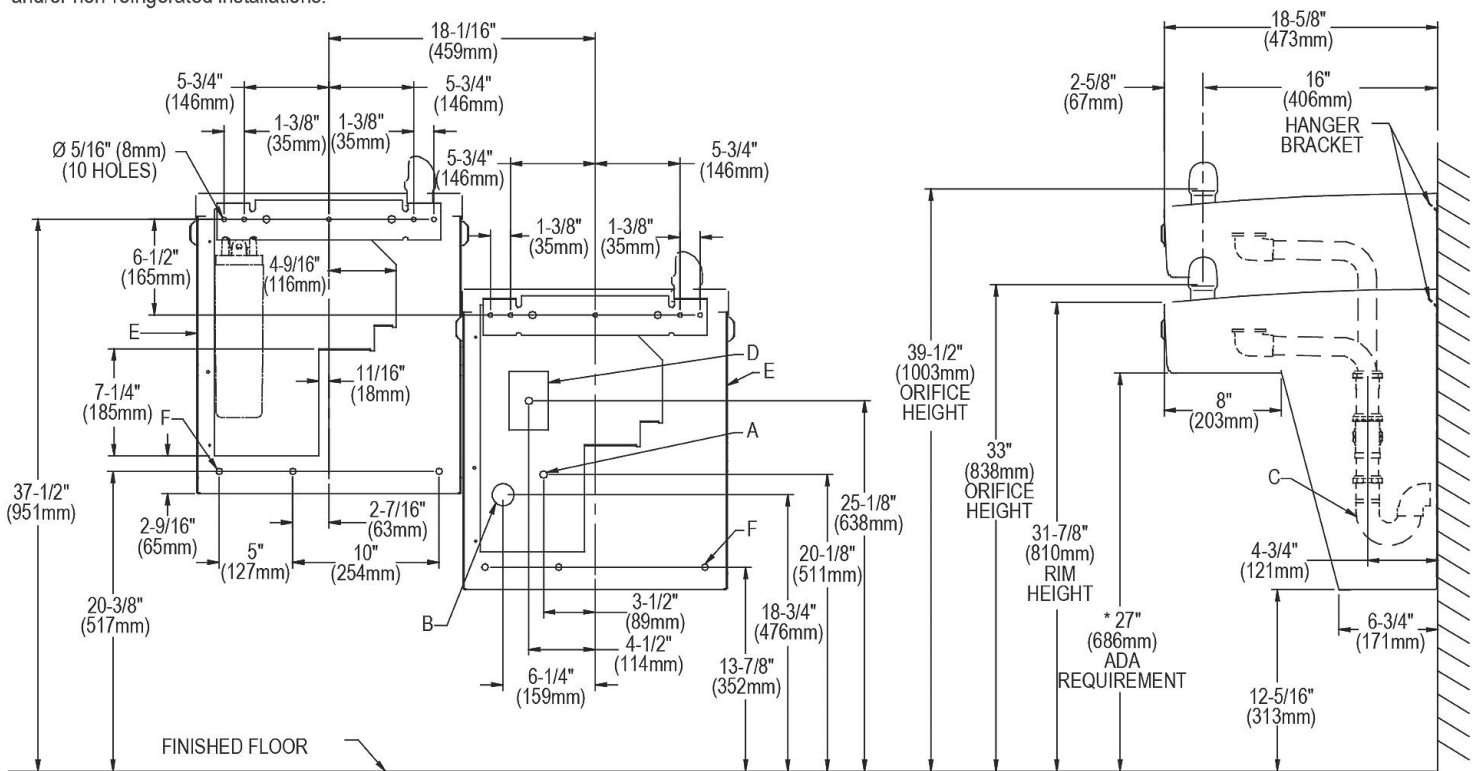 and/or non-refrigerated installations.
18-1/16"
(459mm)
5-3/4"
(146mm)
5-3/4"
(146mm)
1-3/8"
(35mm)
1-3/8"
(35mm)
Ø 5/16" (8mm)
(10 HOLES)
5-3/4"
(146mm)
5-3/4"
(146mm)
1-3/8"
(35mm)
1-3/8"
(35mm)
6-1/2"
(165mm)
4-9/16"
(116mm)
E
7-1/4"
(185mm)
11/16"
(18mm)
F
D
E
A
37-1/2"
(951mm)
2-9/16"
(65mm)
2-7/16"
(63mm)
5"
(127mm)
10"
(254mm)
20-3/8"
(517mm)
B
F
25-1/8"
(638mm)
20-1/8"
(511mm)
18-3/4"
(476mm)
13-7/8"
(352mm)
3-1/2"
(89mm)
4-1/2"
(114mm)
6-1/4"
(159mm)
FINISHED FLOOR
18-5/8"
(473mm)
2-5/8"
(67mm)
16"
(406mm)
HANGER
BRACKET
39-1/2"
(1003mm)
ORIFICE
HEIGHT
8"
(203mm)
33"
(838mm)
ORIFICE
HEIGHT
C
31-7/8"
(810mm)
RIM
HEIGHT
4-3/4"
(121mm)
* 27"
(686mm)
ADA
REQUIREMENT
6-3/4"
(171mm)
12-5/16"
(313mm)